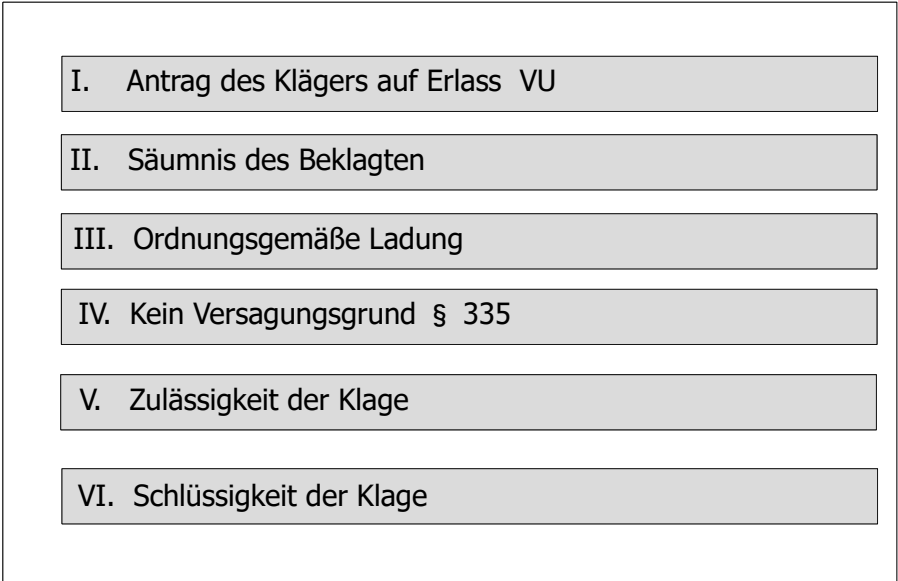 I. Antrag des Klägers auf Erlass VU
II. Säumnis des Beklagten
III. Ordnungsgemäße Ladung
IV. Kein Versagungsgrund § 335
V. Zulässigkeit der Klage
VI. Schlüssigkeit der Klage